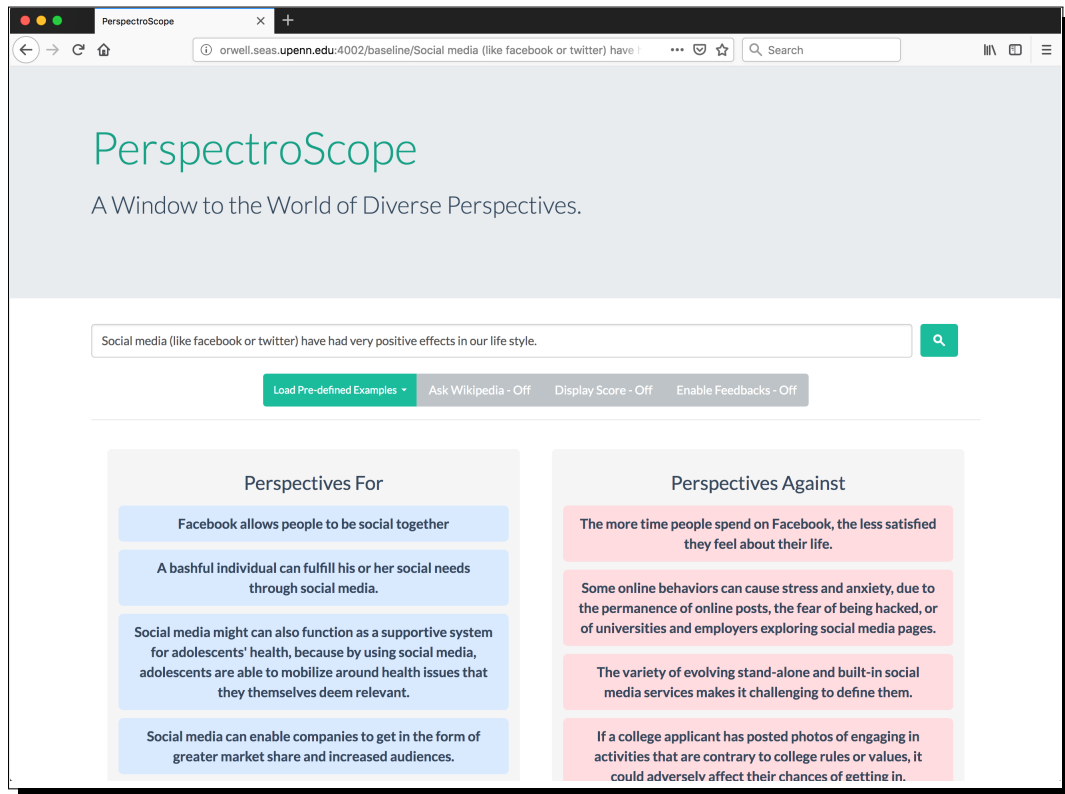 PerspectroScope
orwell.seas.upenn.edu:4002/baseline/Social media (like facebook or twitter) have
Search
PerspectroScope
A Window to the World of Diverse Perspectives.
Social media (like facebook or twitter) have had very positive effects in our life style.
Load Pre-defined Examples
Ask Wikipedia - Off
Display Score - Off
Enable Feedbacks - Off
Perspectives For
Facebook allows people to be social together
A bashful individual can fulfill his or her social needs
through social media.
Social media might can also function as a supportive system
for adolescents' health, because by using social media,
adolescents are able to mobilize around health issues that
they themselves deem relevant.
Social media can enable companies to get in the form of
greater market share and increased audiences.
Perspectives Against
The more time people spend on Facebook, the less satisfied
they feel about their life.
Some online behaviors can cause stress and anxiety, due to
the permanence of online posts, the fear of being hacked, or
of universities and employers exploring social media pages.
The variety of evolving stand-alone and built-in social
media services makes it challenging to define them.
If a college applicant has posted photos of engaging in
activities that are contrary to college rules or values, it
could adversely affect their chances of getting in.